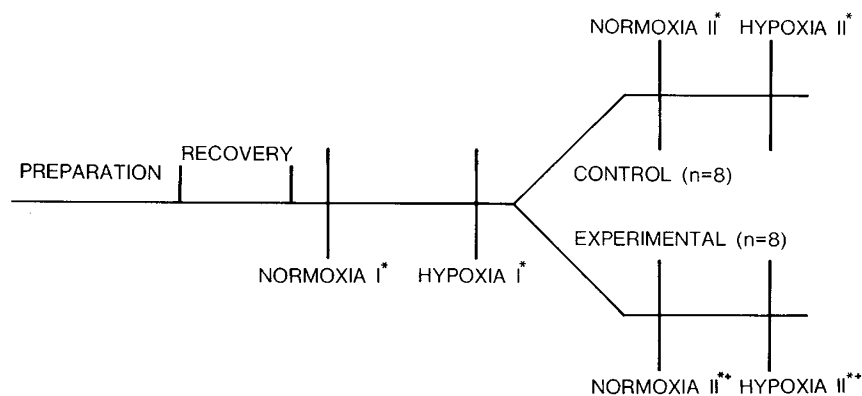 NORMOXIA II* HYPOXIA II*
RECOVERY
PREPARATION
CONTROL (n=8)
EXPERIMENTAL (n=8)
NORMOXIA I* HYPOXIA I*
NORMOXIA II*+ HYPOXIA II*+